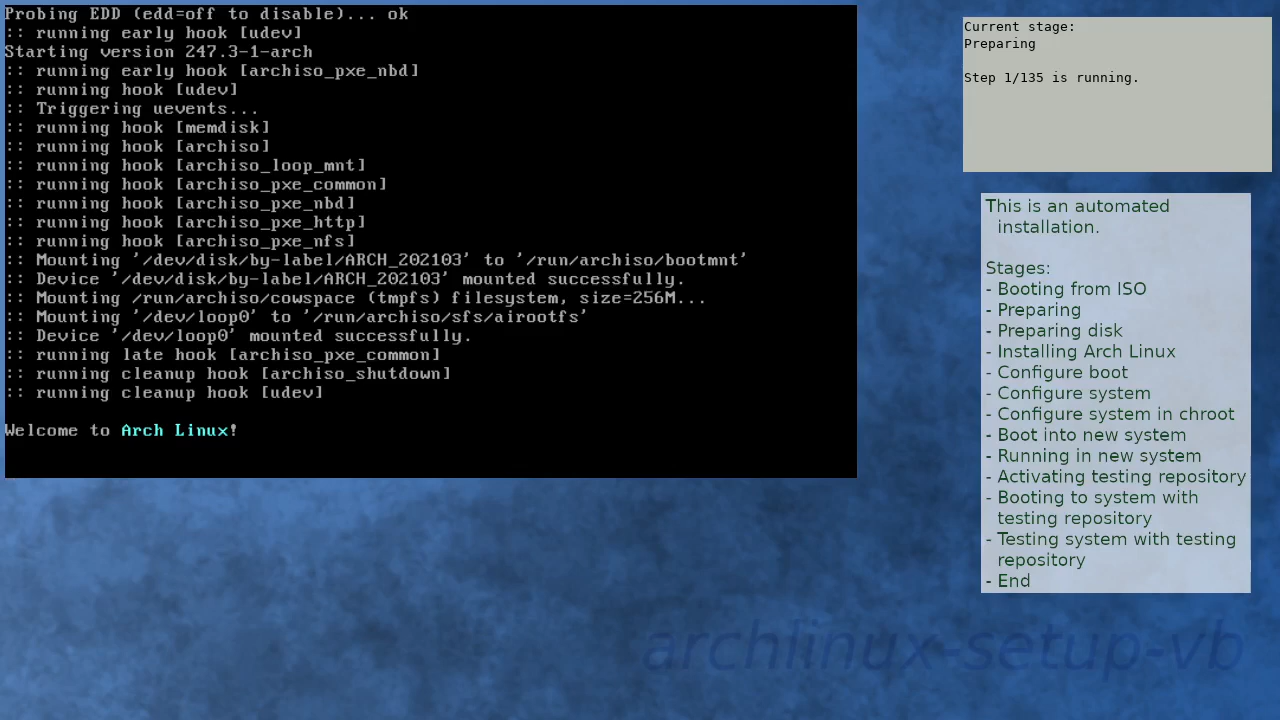 Probing EDD (edd=off to disable)... ok
:: running early hook [udev]
Starting version 247.3-1-arch
:: running early hook [archiso_pxe_nbd]
:: running hook [udev]
:: Triggering uevents...
:: running hook [memdisk]
:: running hook [archiso]
:: running hook [archiso_loop_mnt]
:: running hook [archiso_pxe_common]
:: running hook [archiso_pxe_nbd]
:: running hook [archiso_pxe_http]
:: running hook [archiso_pxe_nfs]
:: Mounting '/dev/disk/by-label/ARCH_202103' to '/run/archiso/bootmnt'
:: Device '/dev/disk/by-label/ARCH_202103' mounted successfully.
:: Mounting /run/archiso/cowspace (tmpfs) filesystem, size=256M...
:: Mounting '/dev/loop0' to '/run/archiso/sfs/airootfs'
:: Device '/dev/loop0' mounted successfully.
:: running late hook [archiso_pxe_common]
:: running cleanup hook [archiso_shutdown]
:: running cleanup hook [udev]
Welcome to Arch Linux!
Current stage:
Preparing
Step 1/135 is running.
This is an automated
installation.
Stages:
- Booting from ISO
- Preparing
- Preparing disk
- Installing Arch Linux
- Configure boot
- Configure system
- Configure system in chroot
- Boot into new system
- Running in new system
- Activating testing repository
- Booting to system with
testing repository
- Testing system with testing
repository
- End
archlinux-setup-vb